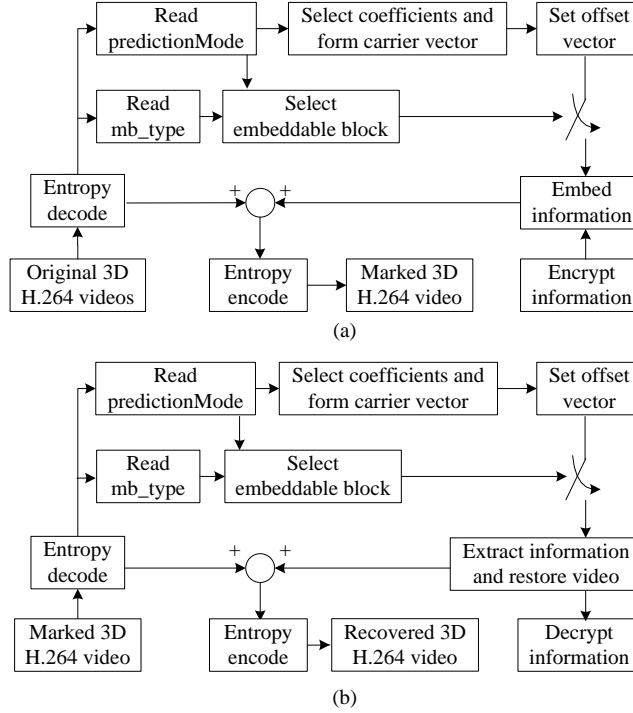 Read
predictionMode
Select coefficients and
form carrier vector
Set offset
vector
Read
mb_type
Select
embeddable block
Entropy
decode
+
+
Embed
information
Original 3D
H.264 videos
Entropy
encode
Marked 3D
H.264 video
Encrypt
information
(a)
Read
predictionMode
Select coefficients and
form carrier vector
Set offset
vector
Read
mb_type
Select
embeddable block
Entropy
decode
+
+
Extract information
and restore video
Marked 3D
H.264 video
Entropy
encode
Recovered 3D
H.264 video
Decrypt
information
(b)